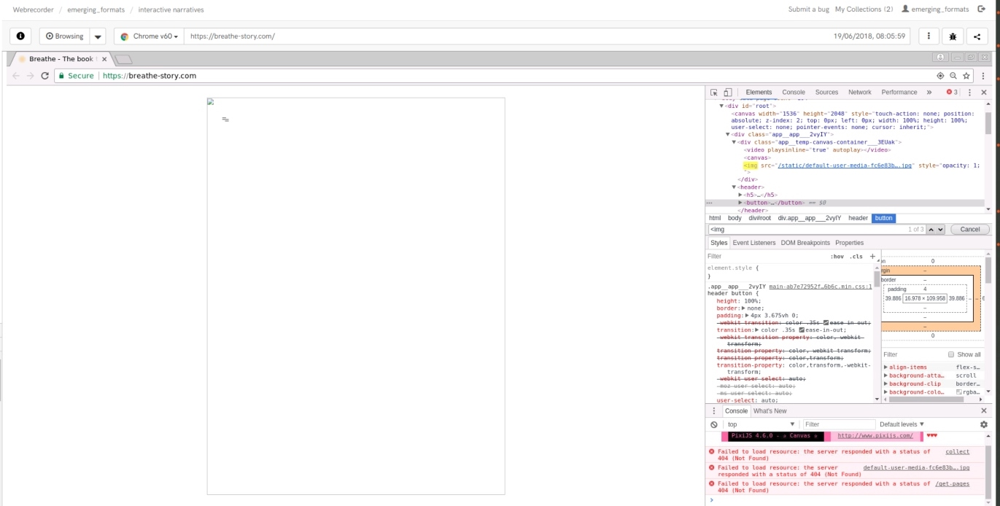 Webrecorder / emerging_formats / interactive narratives
Submit a bug My Collections (2) emerging_formats
Browsing Chrome v60 https://breathe-story.com/ 19/06/2018, 08:05:59
Breathe - The book
Secure https://breathe-story.com
Elements Console Sources Network Performance » 3
<div id="root">
<canvas width="1536" height="2048" style="touch-action: none; position:
absolute; z-index: 2; top: 0px; left: 0px; width: 100%; height: 100%;
user-select: none; pointer-events: none; cursor: inherit;">
<div class="app__app___2vyIY">
<div class="app__temp-canvas-container___3EUak">
<video playsinline="true" autoplay></video>
<canvas>
<img src="/static/default-user-media-fc6e83b….jpg" style="opacity: 1;
">
</div>
<header>
<h5>…</h5>
<button>…</button> == $0
</header>
html body div#root div.app__app___2vyIY header button
<img 1 of 3 Cancel
Styles Event Listeners DOM Breakpoints Properties
Filter :hov .cls +
element.style {
}
.app__app___2vyIY main-ab7e72952f…6b6c.min.css:1
header button {
height: 100%;
border: none;
padding: 4px 3.675vh 0;
-webkit-transition: color .35s ease-in-out;
transition: color .35s ease-in-out;
-webkit-transition-property: color,-webkit-
transform;
transition-property: color,-webkit-transform;
transition-property: color,transform;
transition-property: color,transform,-webkit-
transform;
-webkit-user-select: auto;
-moz-user-select: auto;
-ms-user-select: auto;
user-select: auto;
0
–
border –
padding 4
39.886 16.978 × 109.958 39.886 – –
–
–
–
0
Filter Show all
align-items flex-s…
background-atta… scroll
background-clip border…
background-colo… rgba…
Console What's New
top Filter Default levels
PixiJS 4.6.0 - Canvas http://www.pixijs.com/ ♥♥♥
Failed to load resource: the server responded with a status of collect
404 (Not Found)
Failed to load resource: the server default-user-media-fc6e83b….jpg
responded with a status of 404 (Not Found)
Failed to load resource: the server responded with a status of /get-pages
404 (Not Found)
>